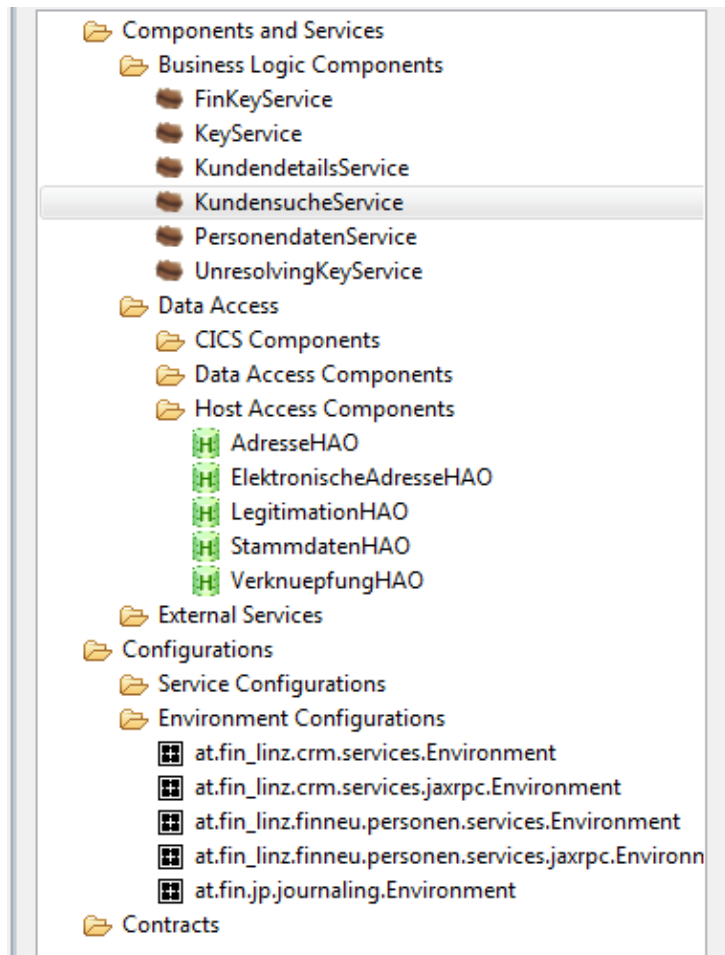 Components and Services
Business Logic Components
FinKeyService
KeyService
KundendetailsService
KundensucheService
PersonendatenService
UnresolvingKeyService
Data Access
CICS Components
Data Access Components
Host Access Components
H AdresseHAO
H ElektronischeAdresseHAO
H LegitimationHAO
H StammdatenHAO
H VerknuepfungHAO
External Services
Configurations
Service Configurations
Environment Configurations
at.fin_linz.crm.services.Environment
at.fin_linz.crm.services.jaxrpc.Environment
at.fin_linz.finneu.personen.services.Environment
at.fin_linz.finneu.personen.services.jaxrpc.Environn
at.fin.jp.journaling.Environment
Contracts